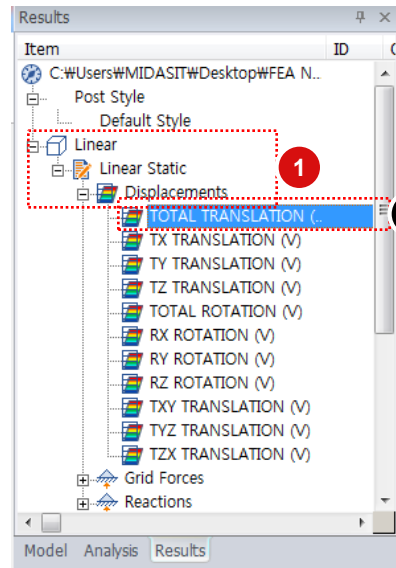 Results
Item ID
C:₩Users₩MIDASIT₩Desktop₩FEA N..
Post Style
Default Style
Linear
Linear Static
1
Displacements
TOTAL TRANSLATION (..
TX TRANSLATION (V)
TY TRANSLATION (V)
TZ TRANSLATION (V)
TOTAL ROTATION (V)
RX ROTATION (V)
RY ROTATION (V)
RZ ROTATION (V)
TXY TRANSLATION (V)
TYZ TRANSLATION (V)
TZX TRANSLATION (V)
Grid Forces
Reactions
Model Analysis Results